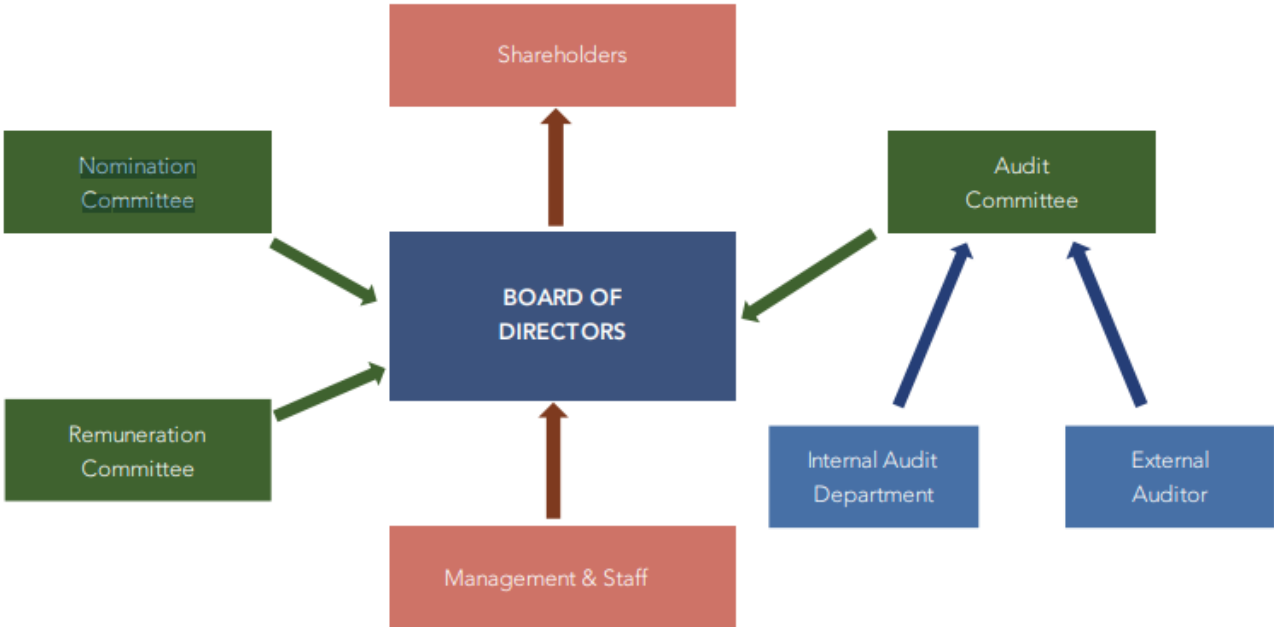 Shareholders
Nomination
Committee
Audit
Committee
BOARD OF
DIRECTORS
Remuneration
Committee
Internal Audit
Department
External
Auditor
Management & Staff